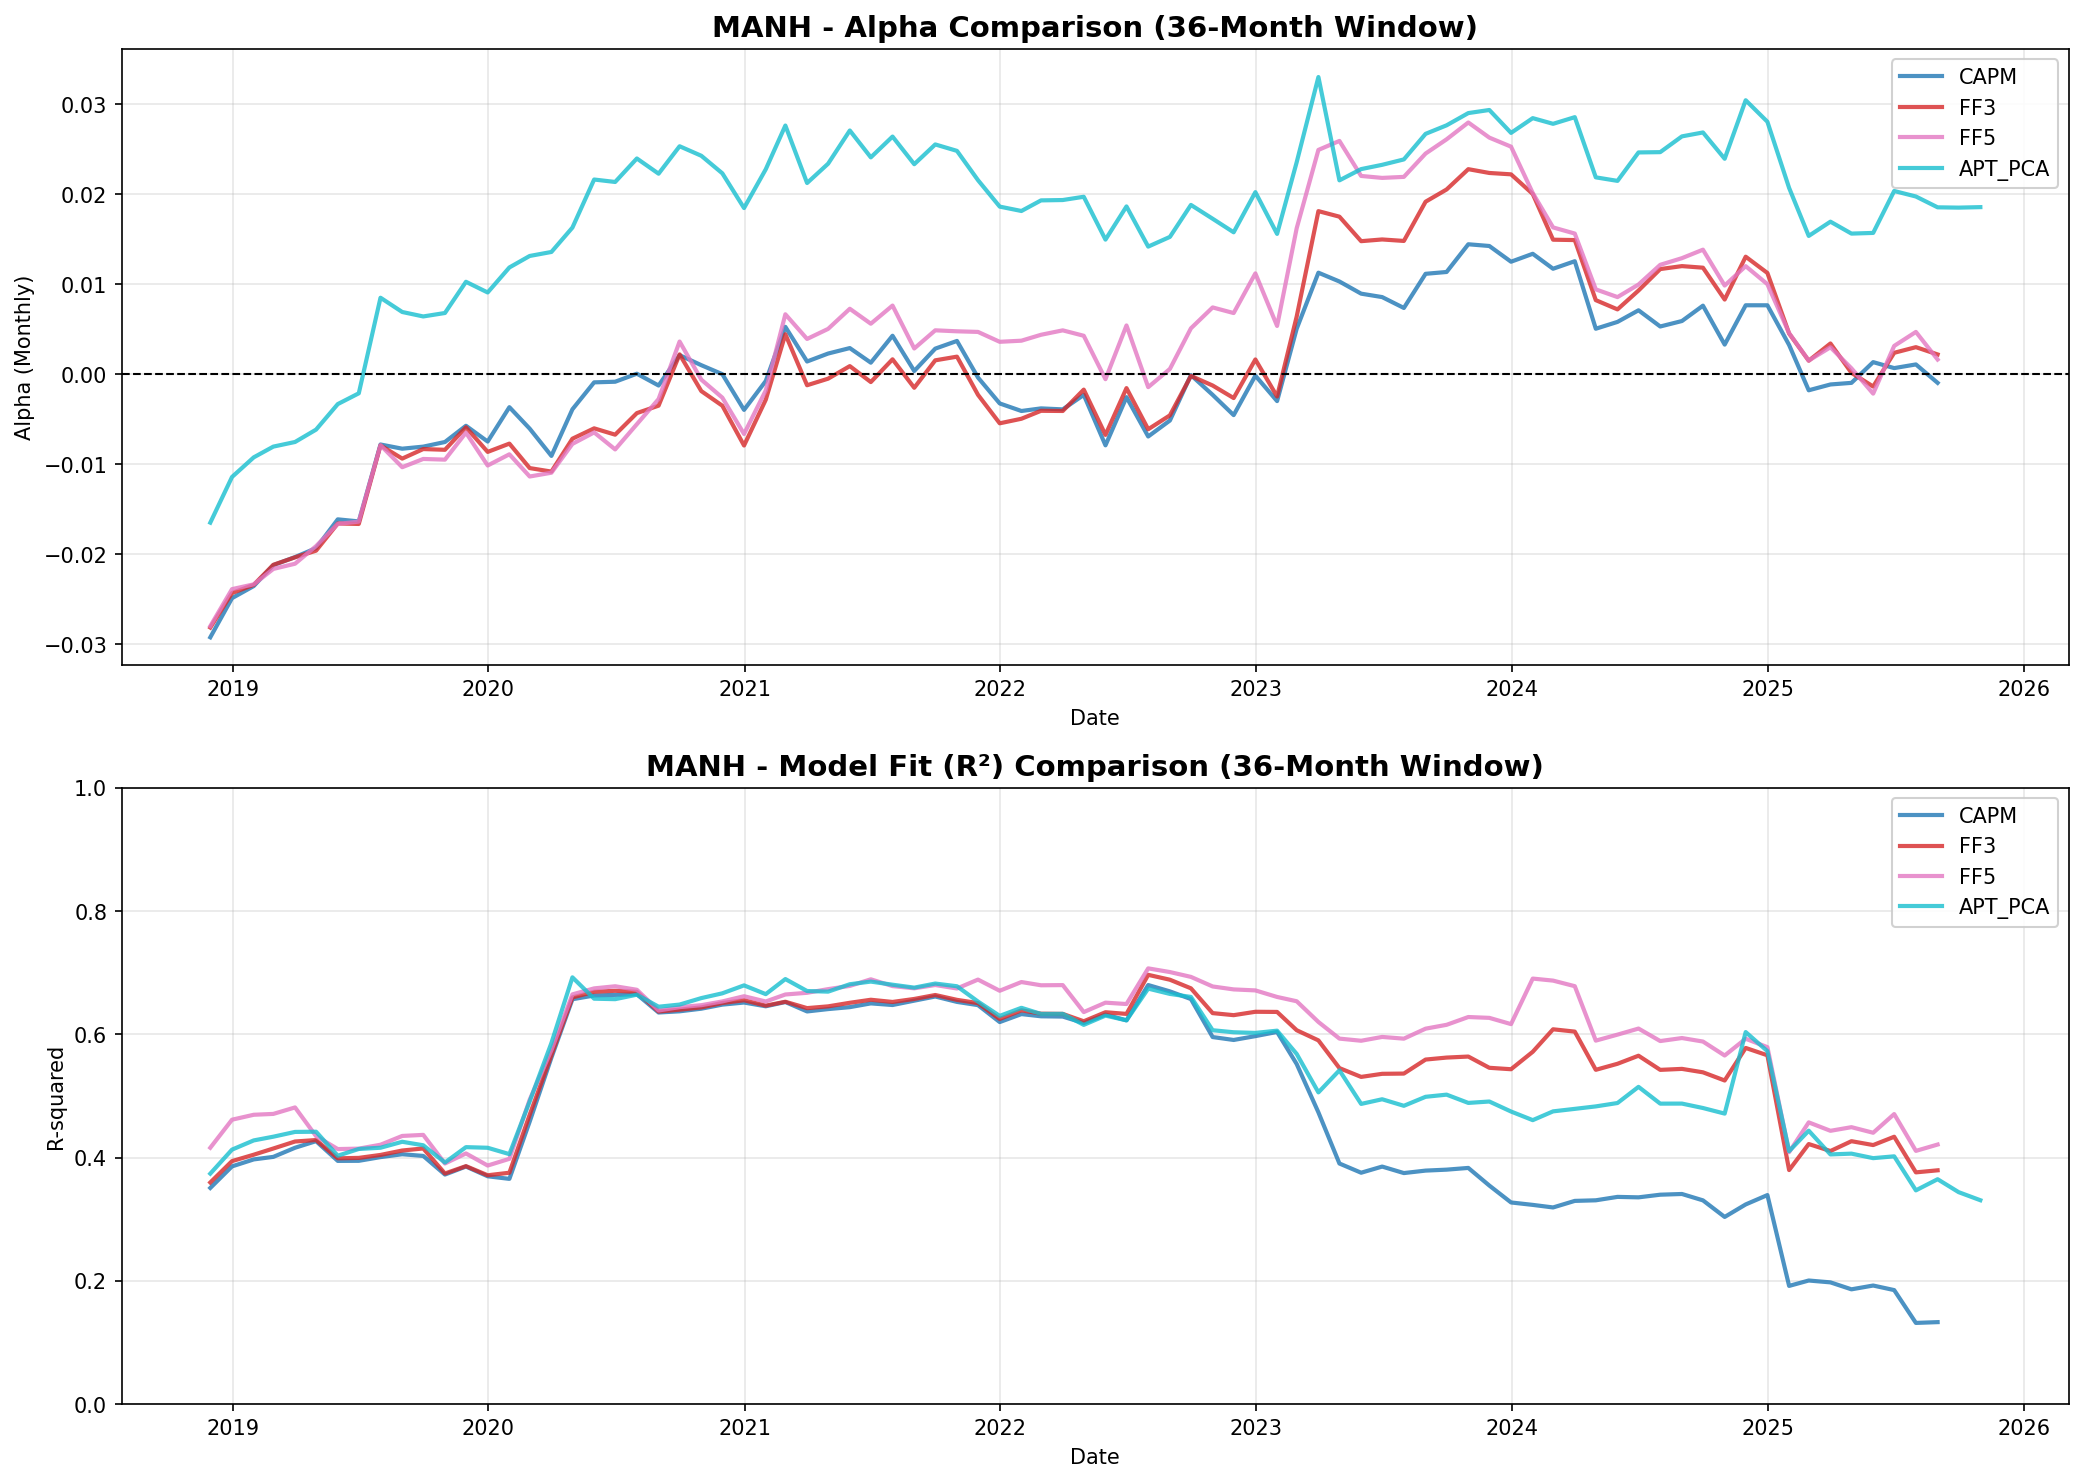 MANH - Alpha Comparison (36-Month Window)
CAPM
FF3
FF5
APT_PCA
Alpha (Monthly)
0.03
0.02
0.01
0.00
−0.01
−0.02
−0.03
2019 2020 2021 2022 2023 2024 2025 2026
Date
MANH - Model Fit (R²) Comparison (36-Month Window)
CAPM
FF3
FF5
APT_PCA
R-squared
1.0
0.8
0.6
0.4
0.2
0.0
2019 2020 2021 2022 2023 2024 2025 2026
Date